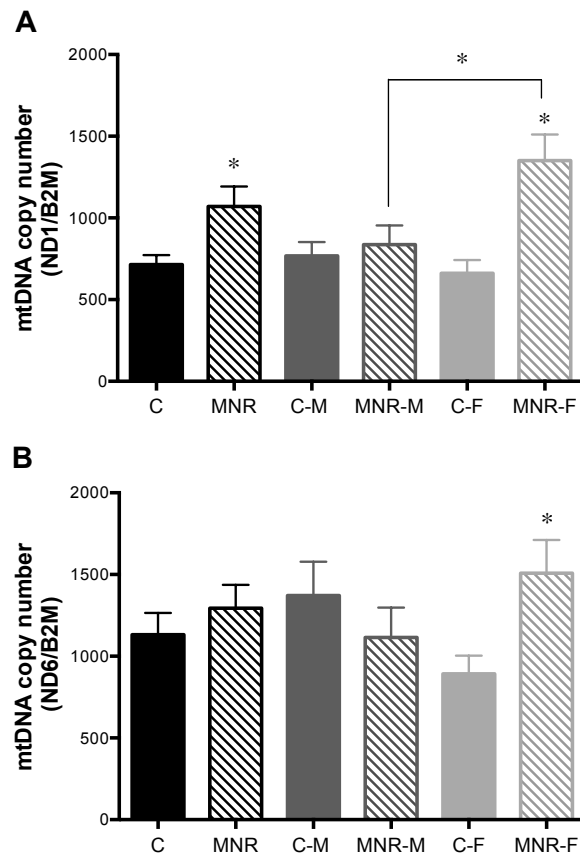 A
mtDNA copy number
(ND1/B2M)
2000
1500
1000
500
0
*
*
*
C MNR C-M MNR-M C-F MNR-F
B
mtDNA copy number
(ND6/B2M)
2000
1500
1000
500
0
*
C MNR C-M MNR-M C-F MNR-F